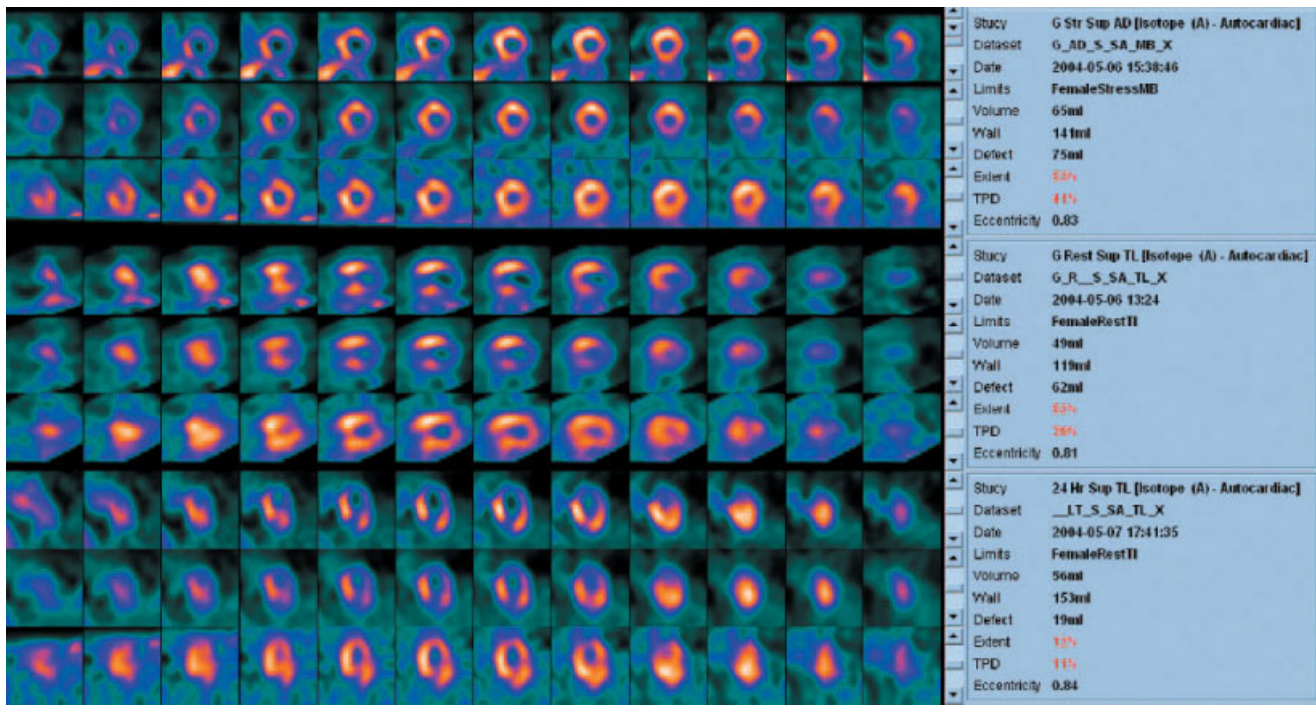 Stucy G Str Sup AD [Isotope (A) - Autocardiac]
Dataset G_AD_S_SA_MB_X
Date 2004-05-06 15:38:46
Limits FemaleStressMB
Volume 65ml
Wall 141ml
Defect 75ml
Extent
TPD 41%
Eccentricity 0.83
Stucy G Rest Sup TL [Isotope (A) - Autocardiac]
Dataset G_R__S_SA_TL_X
Date 2004-05-06 13:24
Limits FemaleRestTl
Volume 49ml
Wall 119ml
Defect 62ml
Extent
TPD
Eccentricity 0.81
Stucy 24 Hr Sup TL [Isotope (A) - Autocardiac]
Dataset __LT_S_SA_TL_X
Date 2004-05-07 17:41:35
Limits FemaleRestTl
Volume 56ml
Wall 153ml
Defect 19ml
Extent
TPD 11%
Eccentricity 0.84